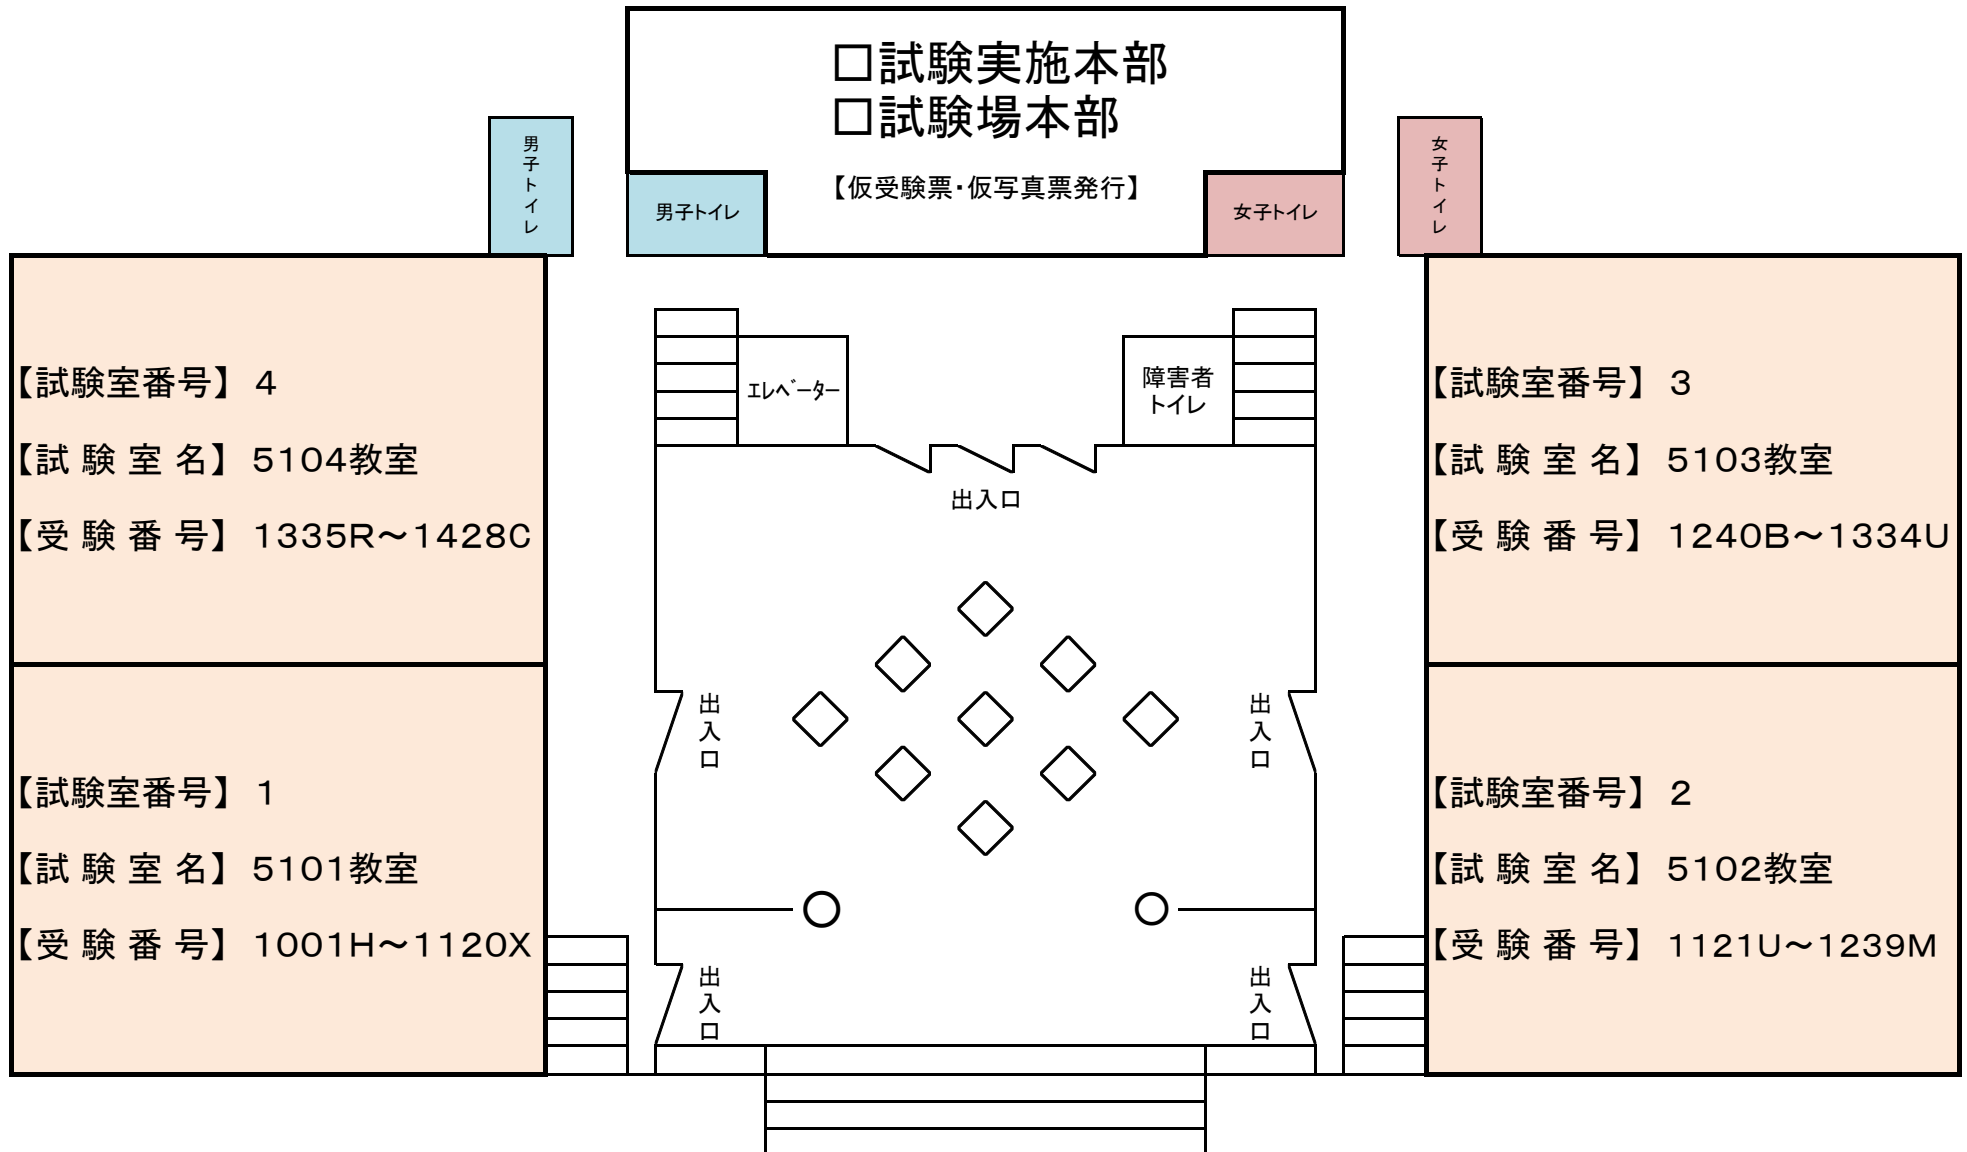 □試験実施本部
□試験場本部
【仮受験票・仮写真票発行】
男子トイレ
男子トイレ
女子トイレ
女子トイレ
【試験室番号】 4
【試 験 室 名】 5104教室
【受 験 番 号】 1335R～1428C
エレベーター
障害者
トイレ
【試験室番号】 3
【試 験 室 名】 5103教室
【受 験 番 号】 1240B～1334U
出入口
出入口
出入口
【試験室番号】 1
【試 験 室 名】 5101教室
【受 験 番 号】 1001H～1120X
【試験室番号】 2
【試 験 室 名】 5102教室
【受 験 番 号】 1121U～1239M
出入口
出入口